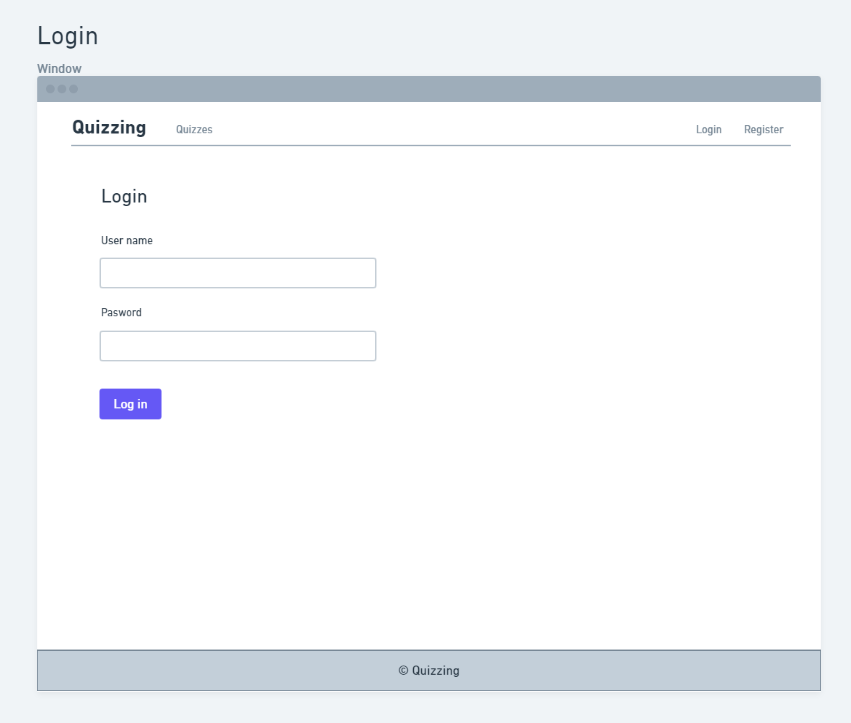 Login
Window
Quizzing Quizzes Login Register
Login
User name
Pasword
Log in
© Quizzing